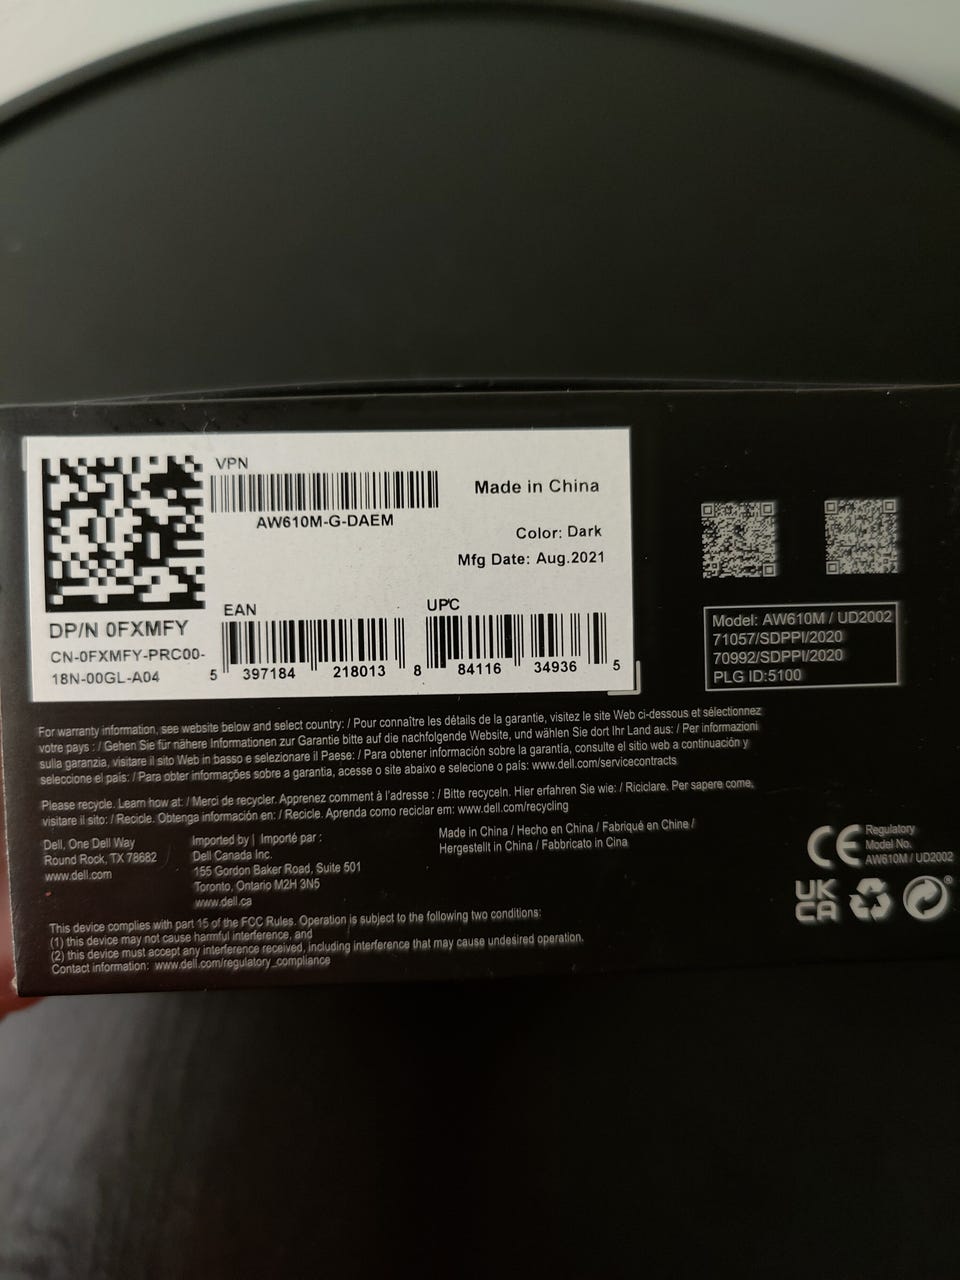 VPN
AW610M-G-DAEM
Made in China
Color: Dark
Mfg Date: Aug.2021
DP/N 0FXMFY
CN-0FXMFY-PRC00-
18N-00GL-A04
EAN
5 397184 218013
UPC
8 84116 34936 5
Model: AW610M / UD2002
71057/SDPPI/2020
70992/SDPPI/2020
PLG ID:5100
For warranty information, see website below and select country: / Pour connaître les détails de la garantie, visitez le site Web ci-dessous et sélectionnez
votre pays : / Gehen Sie für nähere Informationen zur Garantie bitte auf die nachfolgende Website, und wählen Sie dort Ihr Land aus: / Per informazioni
sulla garanzia, visitare il sito Web in basso e selezionare il Paese: / Para obtener información sobre la garantía, consulte el sitio web a continuación y
seleccione el país: / Para obter informações sobre a garantia, acesse o site abaixo e selecione o país: www.dell.com/servicecontracts
Please recycle. Learn how at: / Merci de recycler. Apprenez comment à l'adresse : / Bitte recyceln. Hier erfahren Sie wie: / Riciclare. Per sapere come,
visitare il sito: / Recicle. Obtenga información en: / Recicle. Aprenda como reciclar em: www.dell.com/recycling
Dell, One Dell Way
Round Rock, TX 78682
www.dell.com
Imported by | Importé par :
Dell Canada Inc.
155 Gordon Baker Road, Suite 501
Toronto, Ontario M2H 3N5
www.dell.ca
Made in China / Hecho en China / Fabriqué en Chine /
Hergestellt in China / Fabbricato in Cina
CE
Regulatory
Model No.
AW610M / UD2002
UK
CA
This device complies with part 15 of the FCC Rules. Operation is subject to the following two conditions:
(1) this device may not cause harmful interference, and
(2) this device must accept any interference received, including interference that may cause undesired operation.
Contact information: www.dell.com/regulatory_compliance